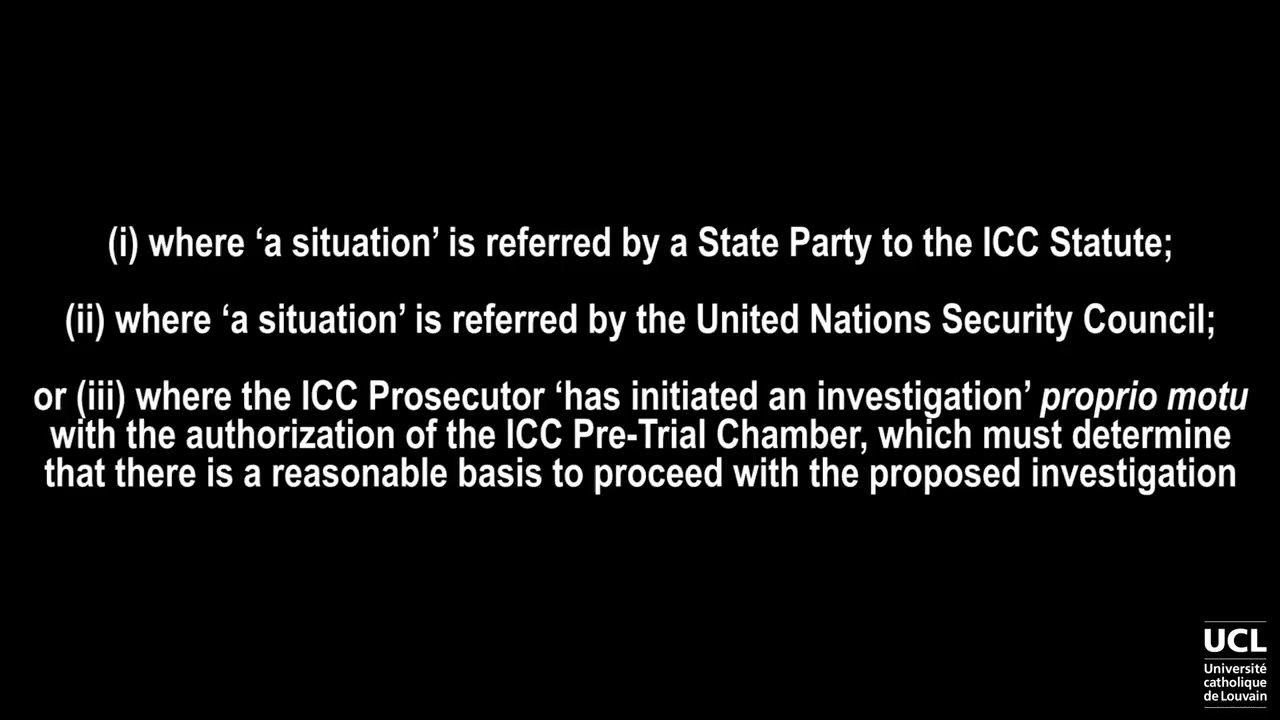 (i) where ‘a situation’ is referred by a State Party to the ICC Statute;
(ii) where ‘a situation’ is referred by the United Nations Security Council;
or (iii) where the ICC Prosecutor ‘has initiated an investigation’ proprio motu
with the authorization of the ICC Pre-Trial Chamber, which must determine
that there is a reasonable basis to proceed with the proposed investigation
UCL
Université
catholique
de Louvain